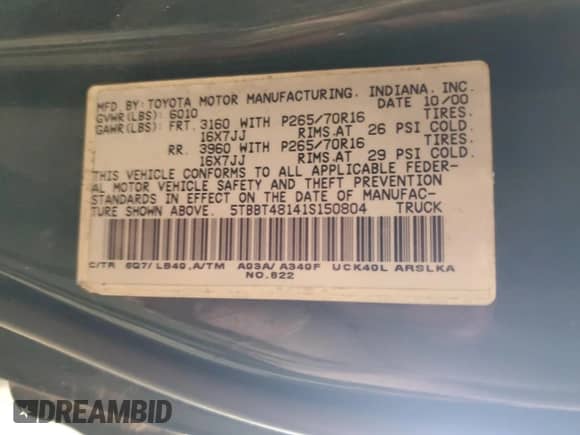 MFD. BY: TOYOTA MOTOR MANUFACTURING, INDIANA, INC.
GVWR(LBS): 6010 DATE 10/00
GAWR(LBS): FRT. 3160 WITH P265/70R16 TIRES.
16X7JJ RIMS.AT 26 PSI COLD.
RR. 3960 WITH P265/70R16 TIRES.
16X7JJ RIMS.AT 29 PSI COLD.
THIS VEHICLE CONFORMS TO ALL APPLICABLE FEDER-
AL MOTOR VEHICLE SAFETY AND THEFT PREVENTION
STANDARDS IN EFFECT ON THE DATE OF MANUFAC-
TURE SHOWN ABOVE. 5TBBT48141S150804 TRUCK
C/TR 6Q7/ LB40,A/TM A03A/ A340F UCK40L ARSLKA
NO.822
DREAMBID